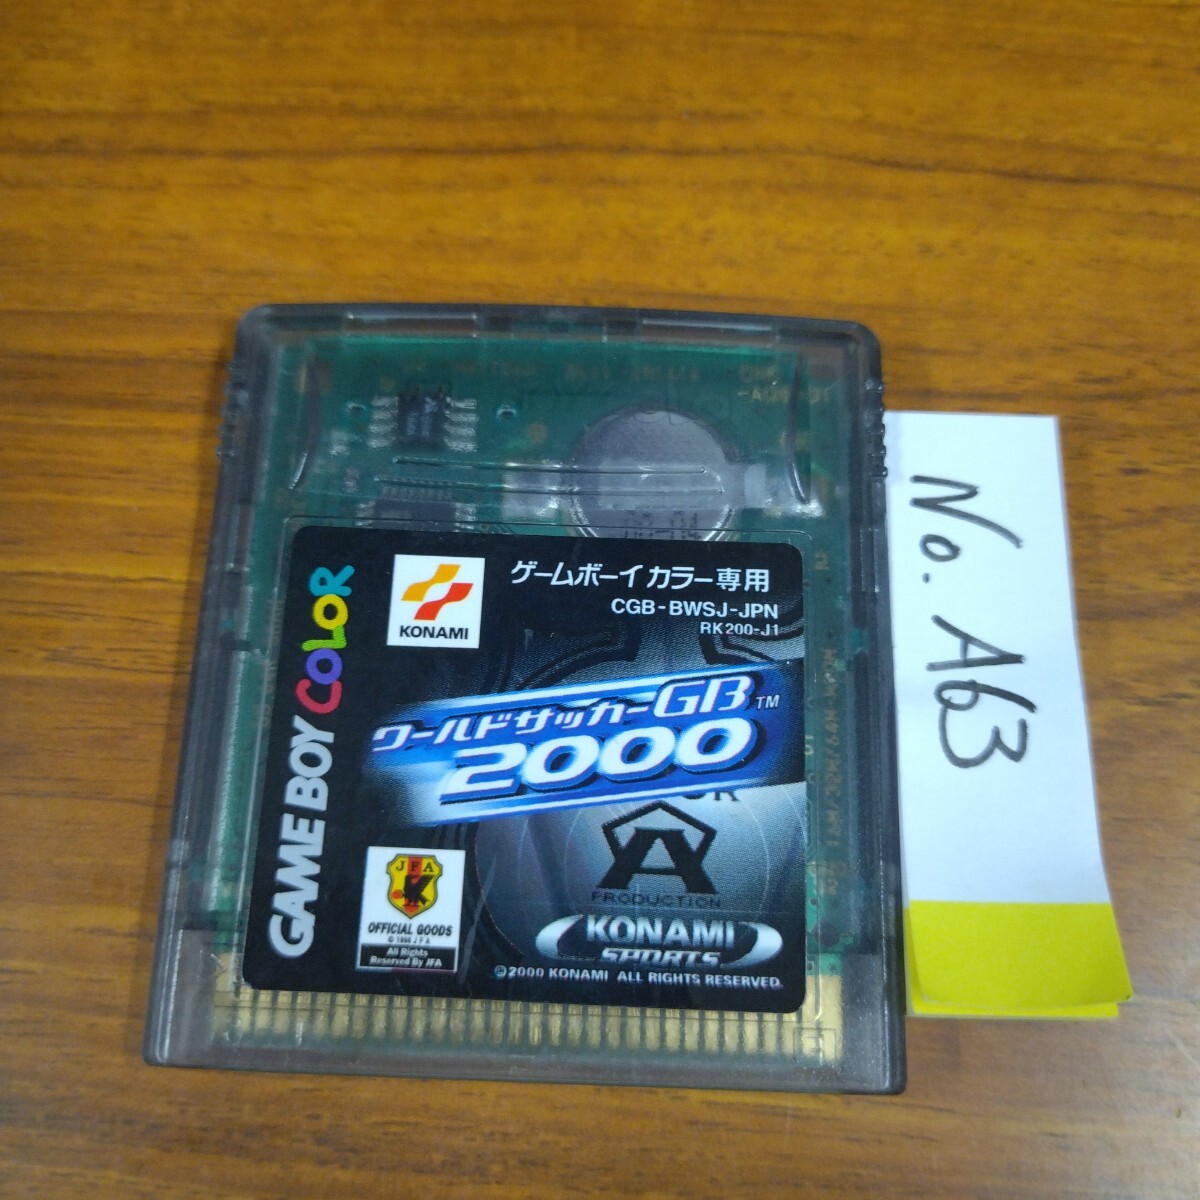 GAME BOY COLOR
KONAMI
ゲームボーイカラー専用
CGB-BWSJ-JPN
RK200-J1
ワールドサッカーGB™
2000
JFA
OFFICIAL GOODS
© 1996 JFA
All Rights
Reserved By JFA
A
PRODUCTION
KONAMI
SPORTS
©2000 KONAMI ALL RIGHTS RESERVED.
No. A63